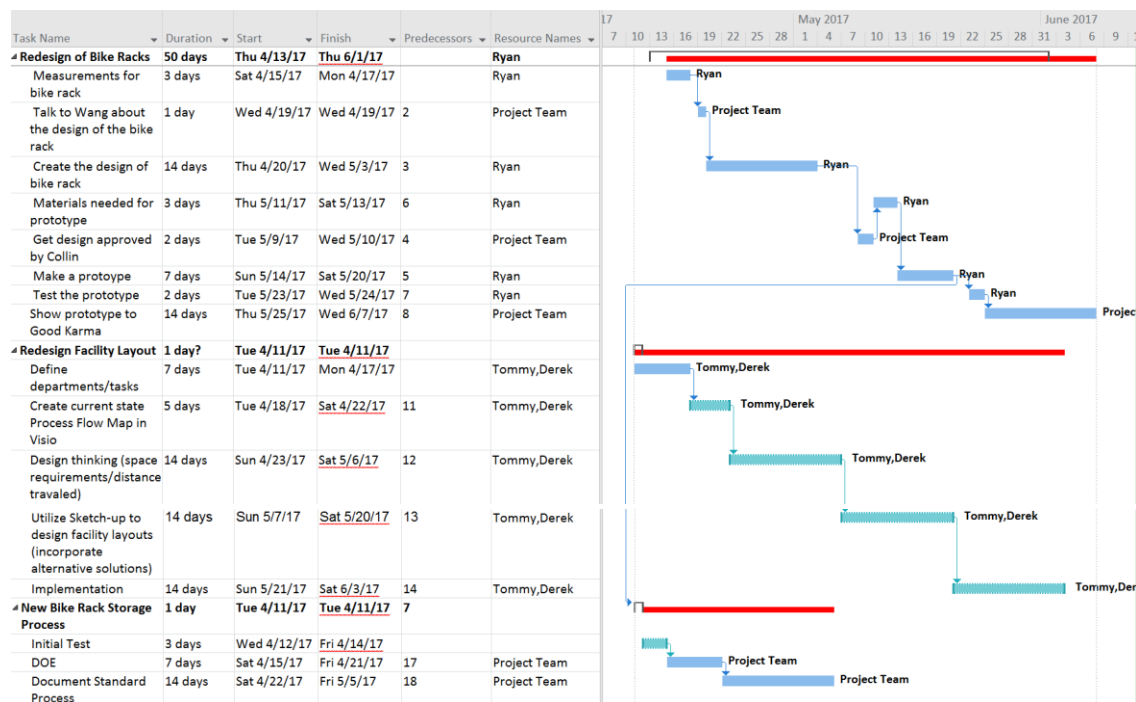 17 May 2017 June 2017
Task Name Duration Start Finish Predecessors Resource Names 7 10 13 16 19 22 25 28 1 4 7 10 13 16 19 22 25 28 31 3 6 9
Redesign of Bike Racks 50 days Thu 4/13/17 Thu 6/1/17 Ryan
Measurements for 3 days Sat 4/15/17 Mon 4/17/17 Ryan Ryan
bike rack
Talk to Wang about 1 day Wed 4/19/17 Wed 4/19/17 2 Project Team Project Team
the design of the bike
rack
Create the design of 14 days Thu 4/20/17 Wed 5/3/17 3 Ryan Ryan
bike rack
Materials needed for 3 days Thu 5/11/17 Sat 5/13/17 6 Ryan Ryan
prototype
Get design approved 2 days Tue 5/9/17 Wed 5/10/17 4 Project Team Project Team
by Collin
Make a protoype 7 days Sun 5/14/17 Sat 5/20/17 5 Ryan Ryan
Test the prototype 2 days Tue 5/23/17 Wed 5/24/17 7 Ryan Ryan
Show prototype to 14 days Thu 5/25/17 Wed 6/7/17 8 Project Team Projec
Good Karma
Redesign Facility Layout 1 day? Tue 4/11/17 Tue 4/11/17
Define 7 days Tue 4/11/17 Mon 4/17/17 Tommy,Derek Tommy,Derek
departments/tasks
Create current state 5 days Tue 4/18/17 Sat 4/22/17 11 Tommy,Derek Tommy,Derek
Process Flow Map in
Visio
Design thinking (space 14 days Sun 4/23/17 Sat 5/6/17 12 Tommy,Derek Tommy,Derek
requirements/distance
travaled)
Utilize Sketch-up to 14 days Sun 5/7/17 Sat 5/20/17 13 Tommy,Derek Tommy,Derek
design facility layouts
(incorporate
alternative solutions)
Implementation 14 days Sun 5/21/17 Sat 6/3/17 14 Tommy,Derek Tommy,Der
New Bike Rack Storage 1 day Tue 4/11/17 Tue 4/11/17 7
Process
Initial Test 3 days Wed 4/12/17 Fri 4/14/17
DOE 7 days Sat 4/15/17 Fri 4/21/17 17 Project Team Project Team
Document Standard 14 days Sat 4/22/17 Fri 5/5/17 18 Project Team Project Team
Process